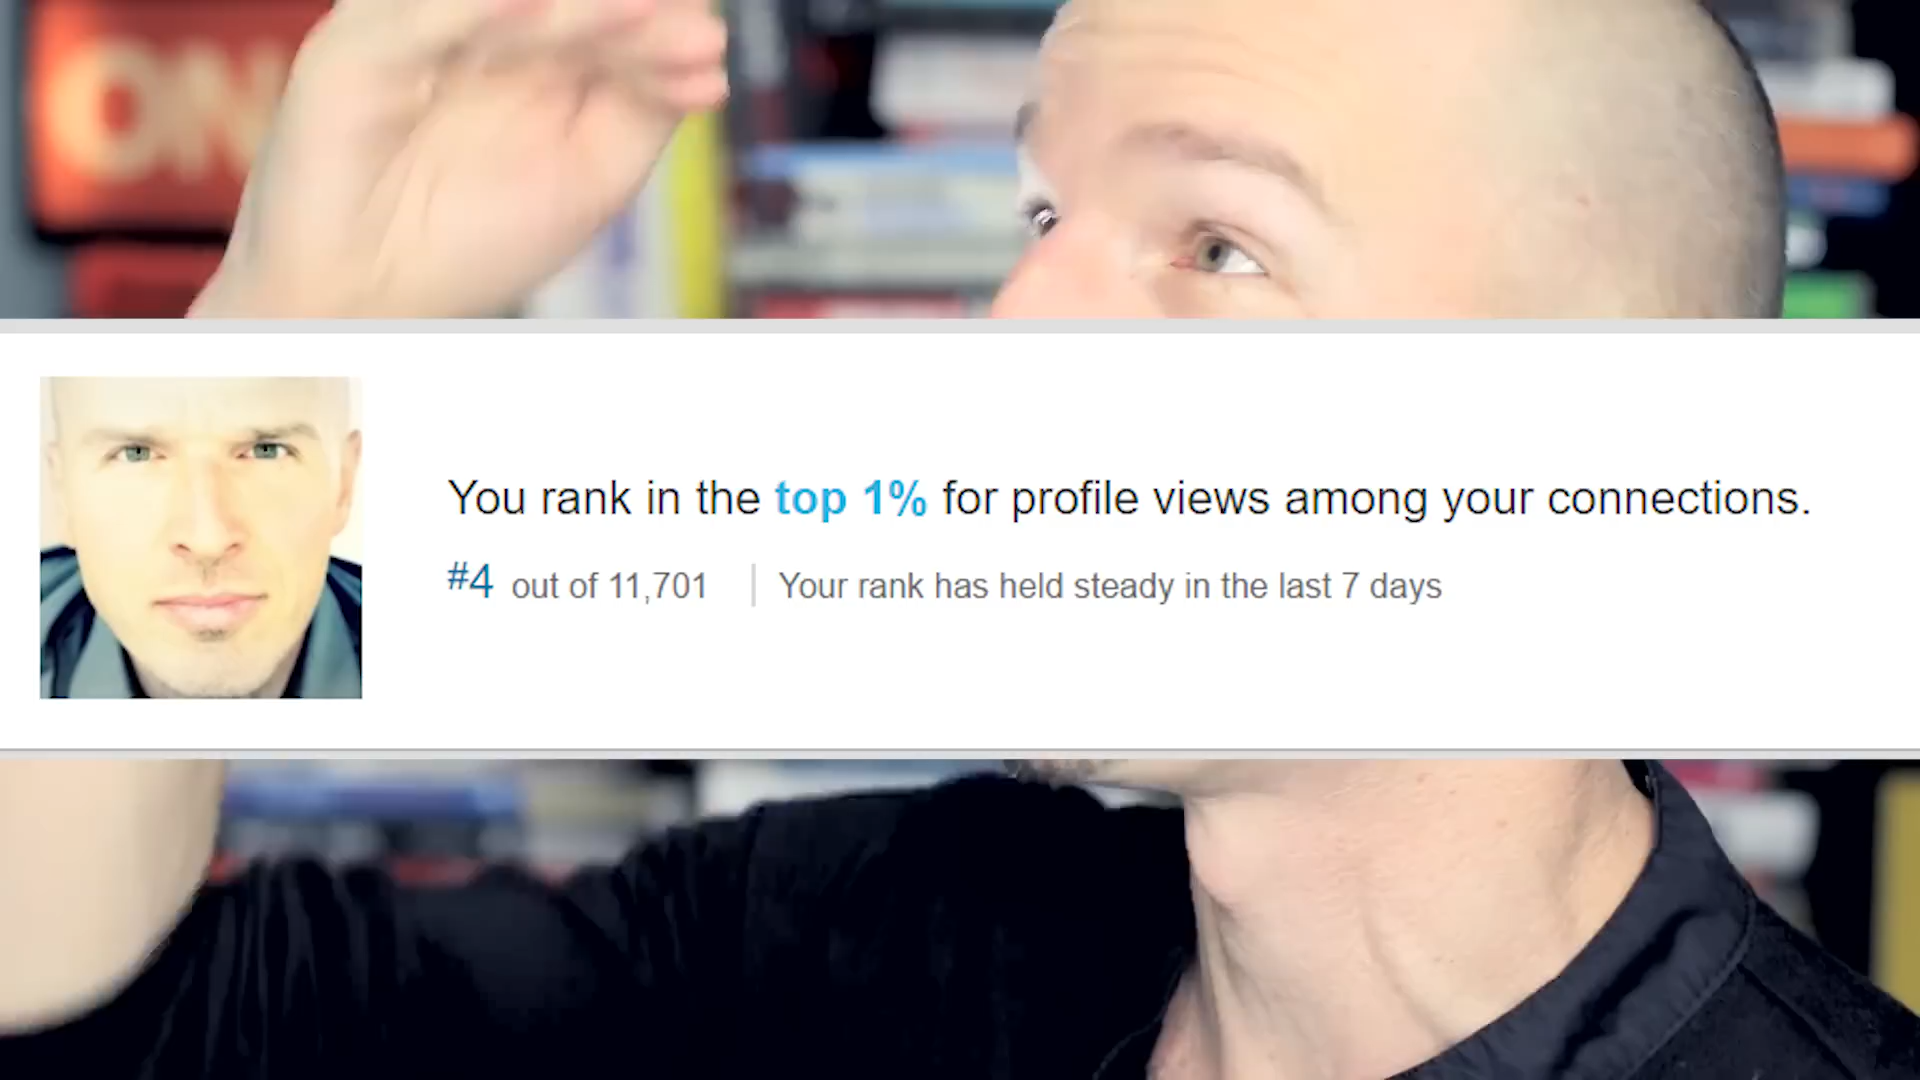 ON
You rank in the top 1% for profile views among your connections.
#4 out of 11,701 | Your rank has held steady in the last 7 days